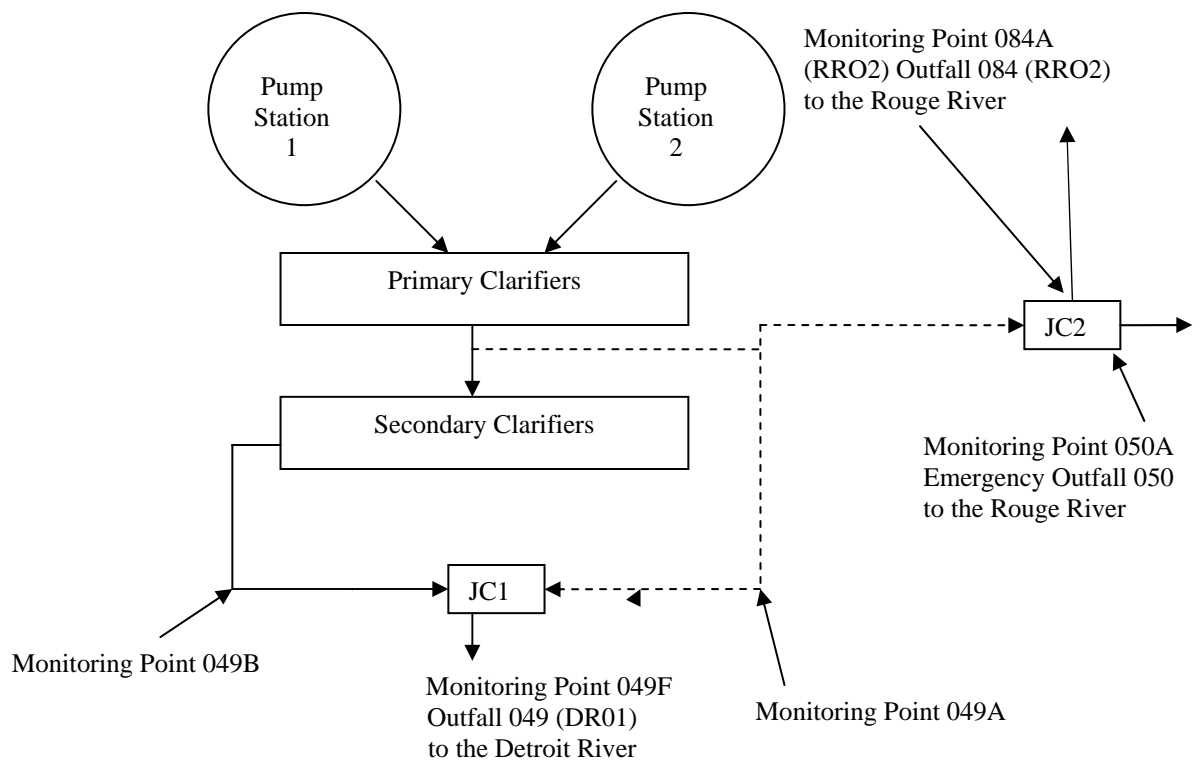 Pump
Station
1
Pump
Station
2
Monitoring Point 084A
(RRO2) Outfall 084 (RRO2)
to the Rouge River
Primary Clarifiers
JC2
Secondary Clarifiers
Monitoring Point 050A
Emergency Outfall 050
to the Rouge River
JC1
Monitoring Point 049B
Monitoring Point 049F
Outfall 049 (DR01)
to the Detroit River
Monitoring Point 049A